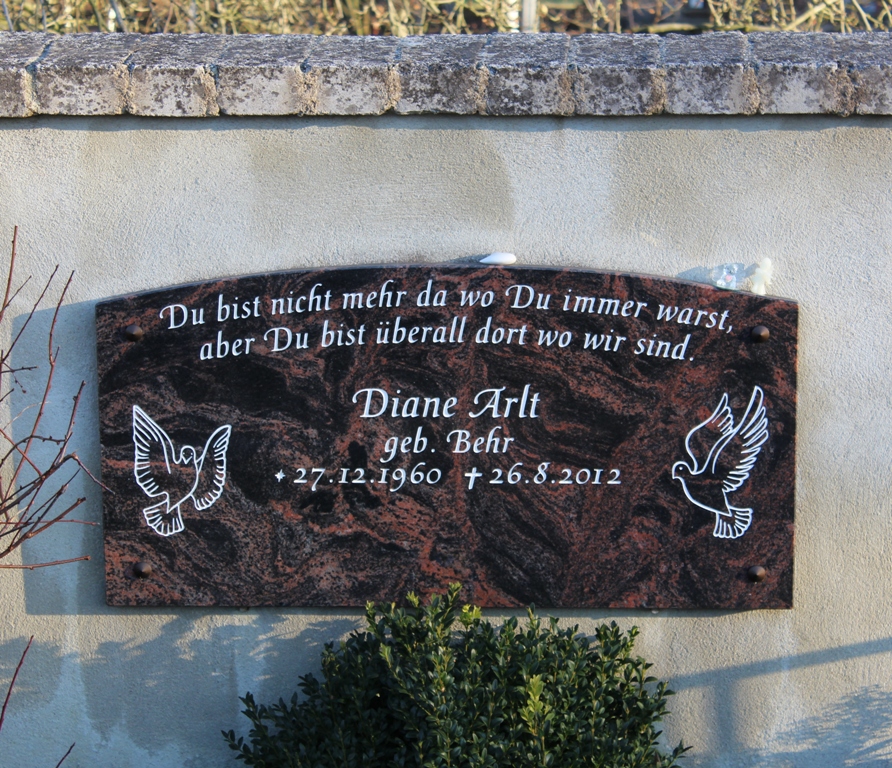 Du bist nicht mehr da wo Du immer warst,
aber Du bist überall dort wo wir sind.
Diane Arlt
geb. Behr
✦27.12.1960 ✝26.8.2012